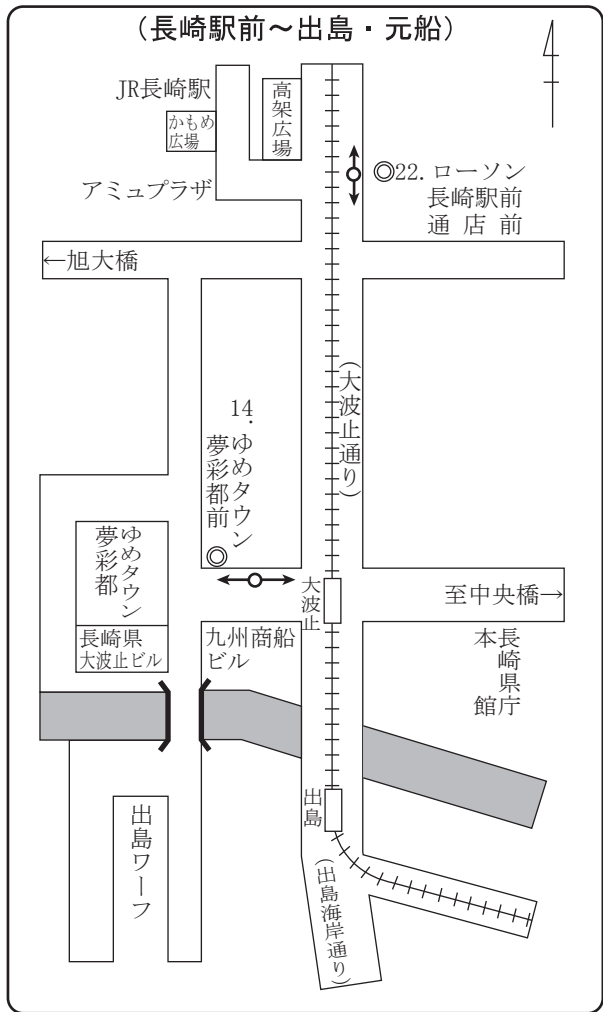 (長崎駅前～出島・元船)
JR長崎駅
かもめ
広場
高架広場
アミュプラザ
◎22. ローソン
長崎駅前
通店前
←旭大橋
(大波止通り)
14. ゆめタウン
夢彩都前
ゆめタウン
夢彩都
大波止
至中央橋→
長崎県
大波止ビル
九州商船
ビル
長崎県庁
本館
出島
出島ワーフ
(出島海岸通り)